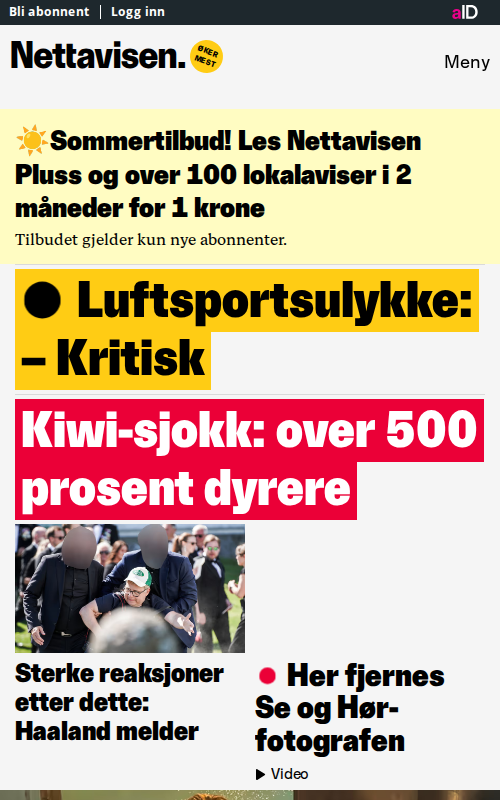 Bli abonnent | Logg inn
aID
Nettavisen.
ØKER
MEST
Meny
☀️Sommertilbud! Les Nettavisen
Pluss og over 100 lokalaviser i 2
måneder for 1 krone
Tilbudet gjelder kun nye abonnenter.
● Luftsportsulykke:
– Kritisk
Kiwi-sjokk: over 500
prosent dyrere
Sterke reaksjoner
etter dette:
Haaland melder
Her fjernes
Se og Hør-
fotografen
Video